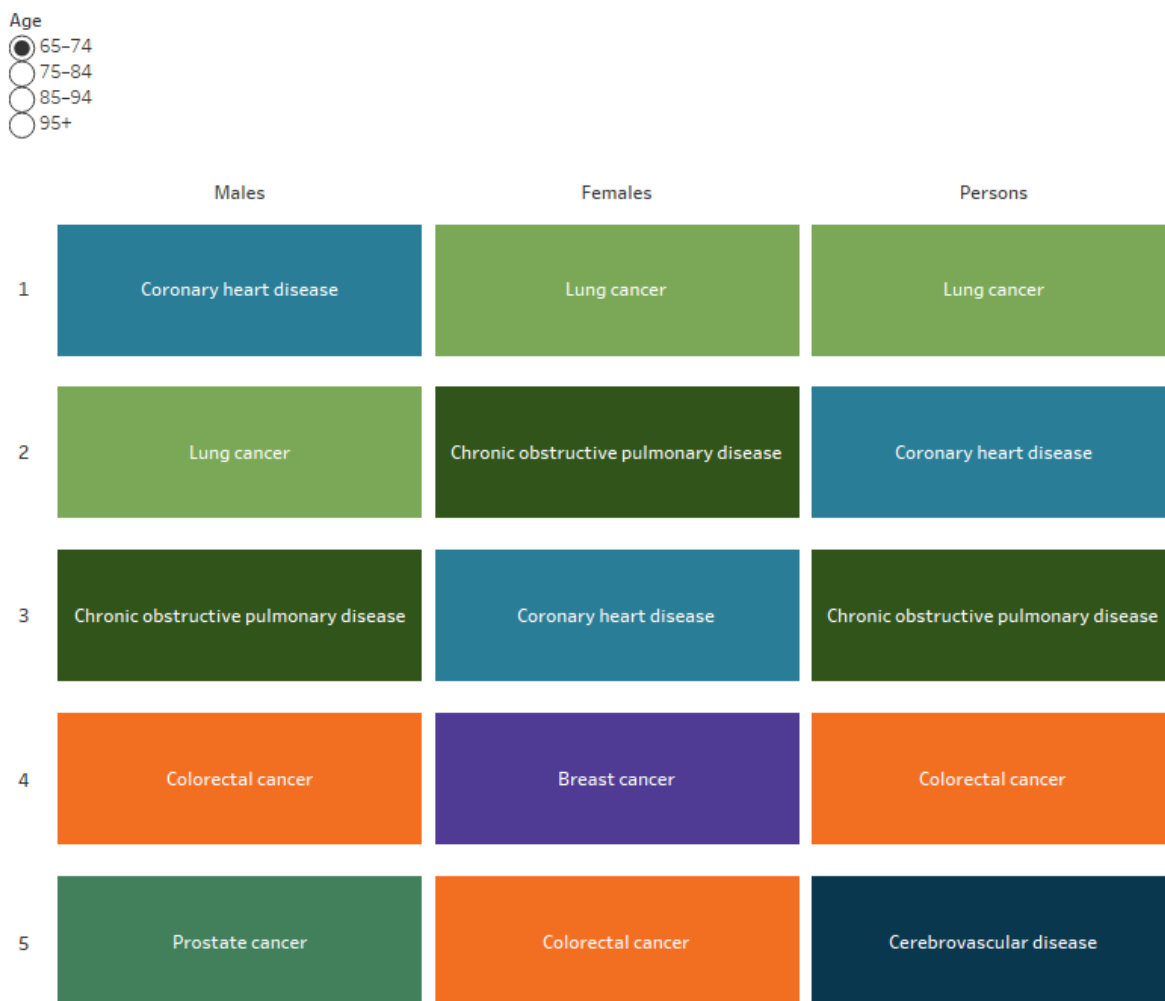 Age
65–74
75–84
85–94
95+
Males Females Persons
1 Coronary heart disease Lung cancer Lung cancer
2 Lung cancer Chronic obstructive pulmonary disease Coronary heart disease
3 Chronic obstructive pulmonary disease Coronary heart disease Chronic obstructive pulmonary disease
4 Colorectal cancer Breast cancer Colorectal cancer
5 Prostate cancer Colorectal cancer Cerebrovascular disease